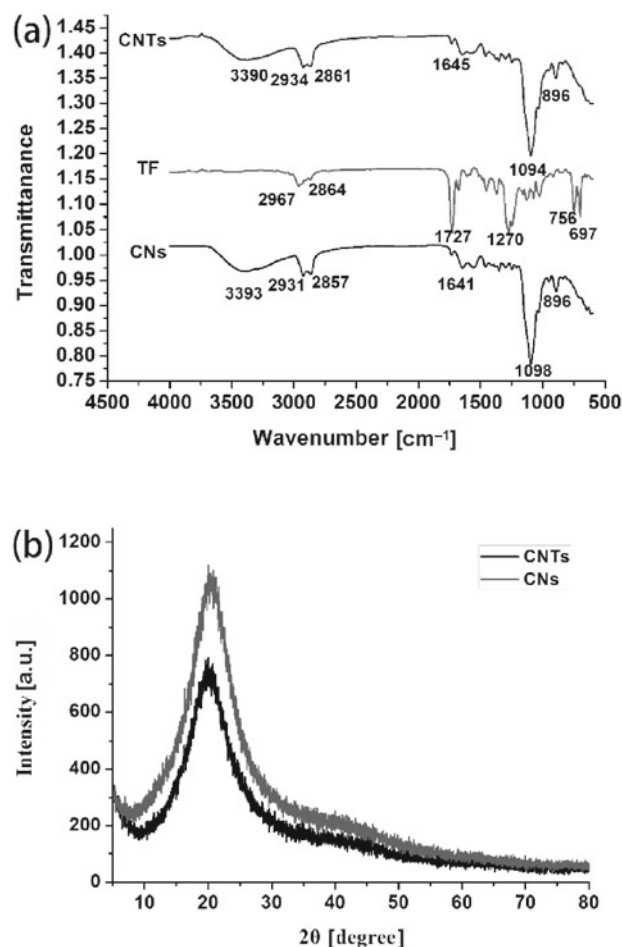 (a)
1.45
1.40
1.35
1.30
1.25
1.20
1.15
1.10
1.05
1.00
0.95
0.90
0.85
0.80
0.75
Transmittanance
CNTs
3390 2934 2861 1645 1094 896
TF
2967 2864 1727 1270 756 697
CNs
3393 2931 2857 1641 1098 896
4500 4000 3500 3000 2500 2000 1500 1000 500
Wavenumber [cm⁻¹]
(b)
1200
1000
800
600
400
200
0
Intensity [a.u.]
CNTs
CNs
10 20 30 40 50 60 70 80
2θ [degree]